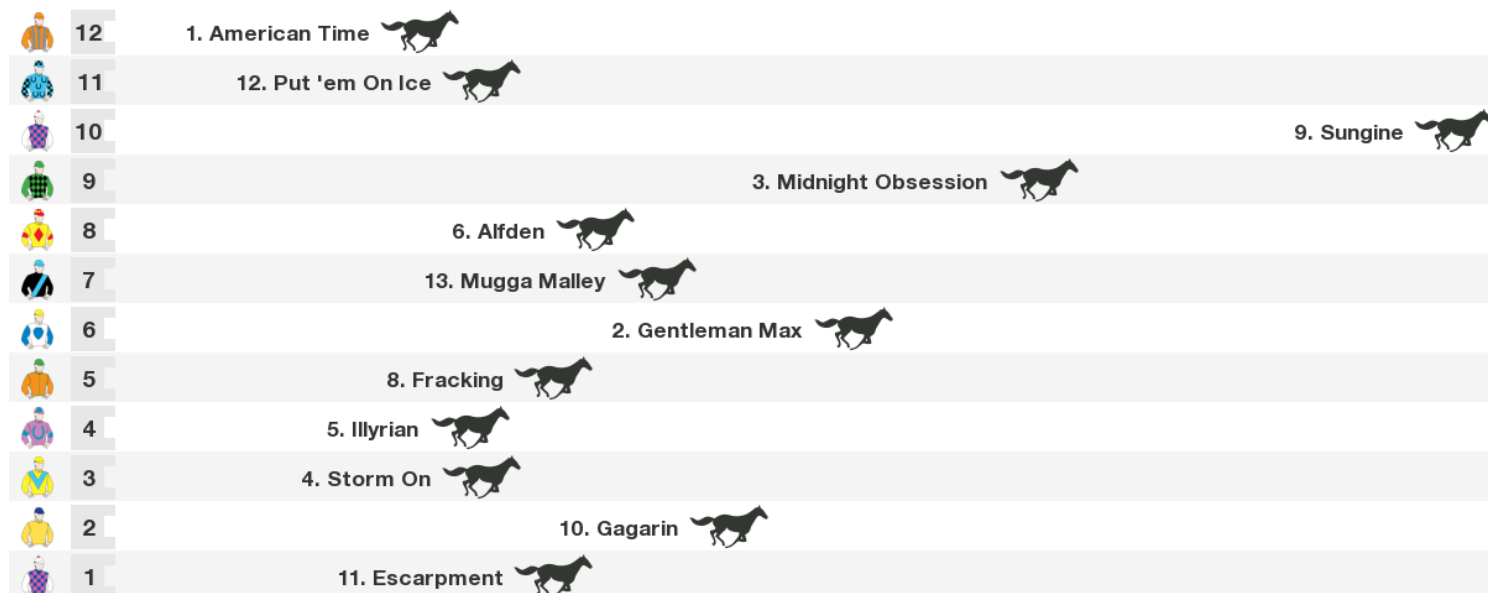 12 1. American Time
11 12. Put 'em On Ice
10 9. Sungine
9 3. Midnight Obsession
8 6. Alfden
7 13. Mugga Malley
6 2. Gentleman Max
5 8. Fracking
4 5. Illyrian
3 4. Storm On
2 10. Gagarin
1 11. Escarpment